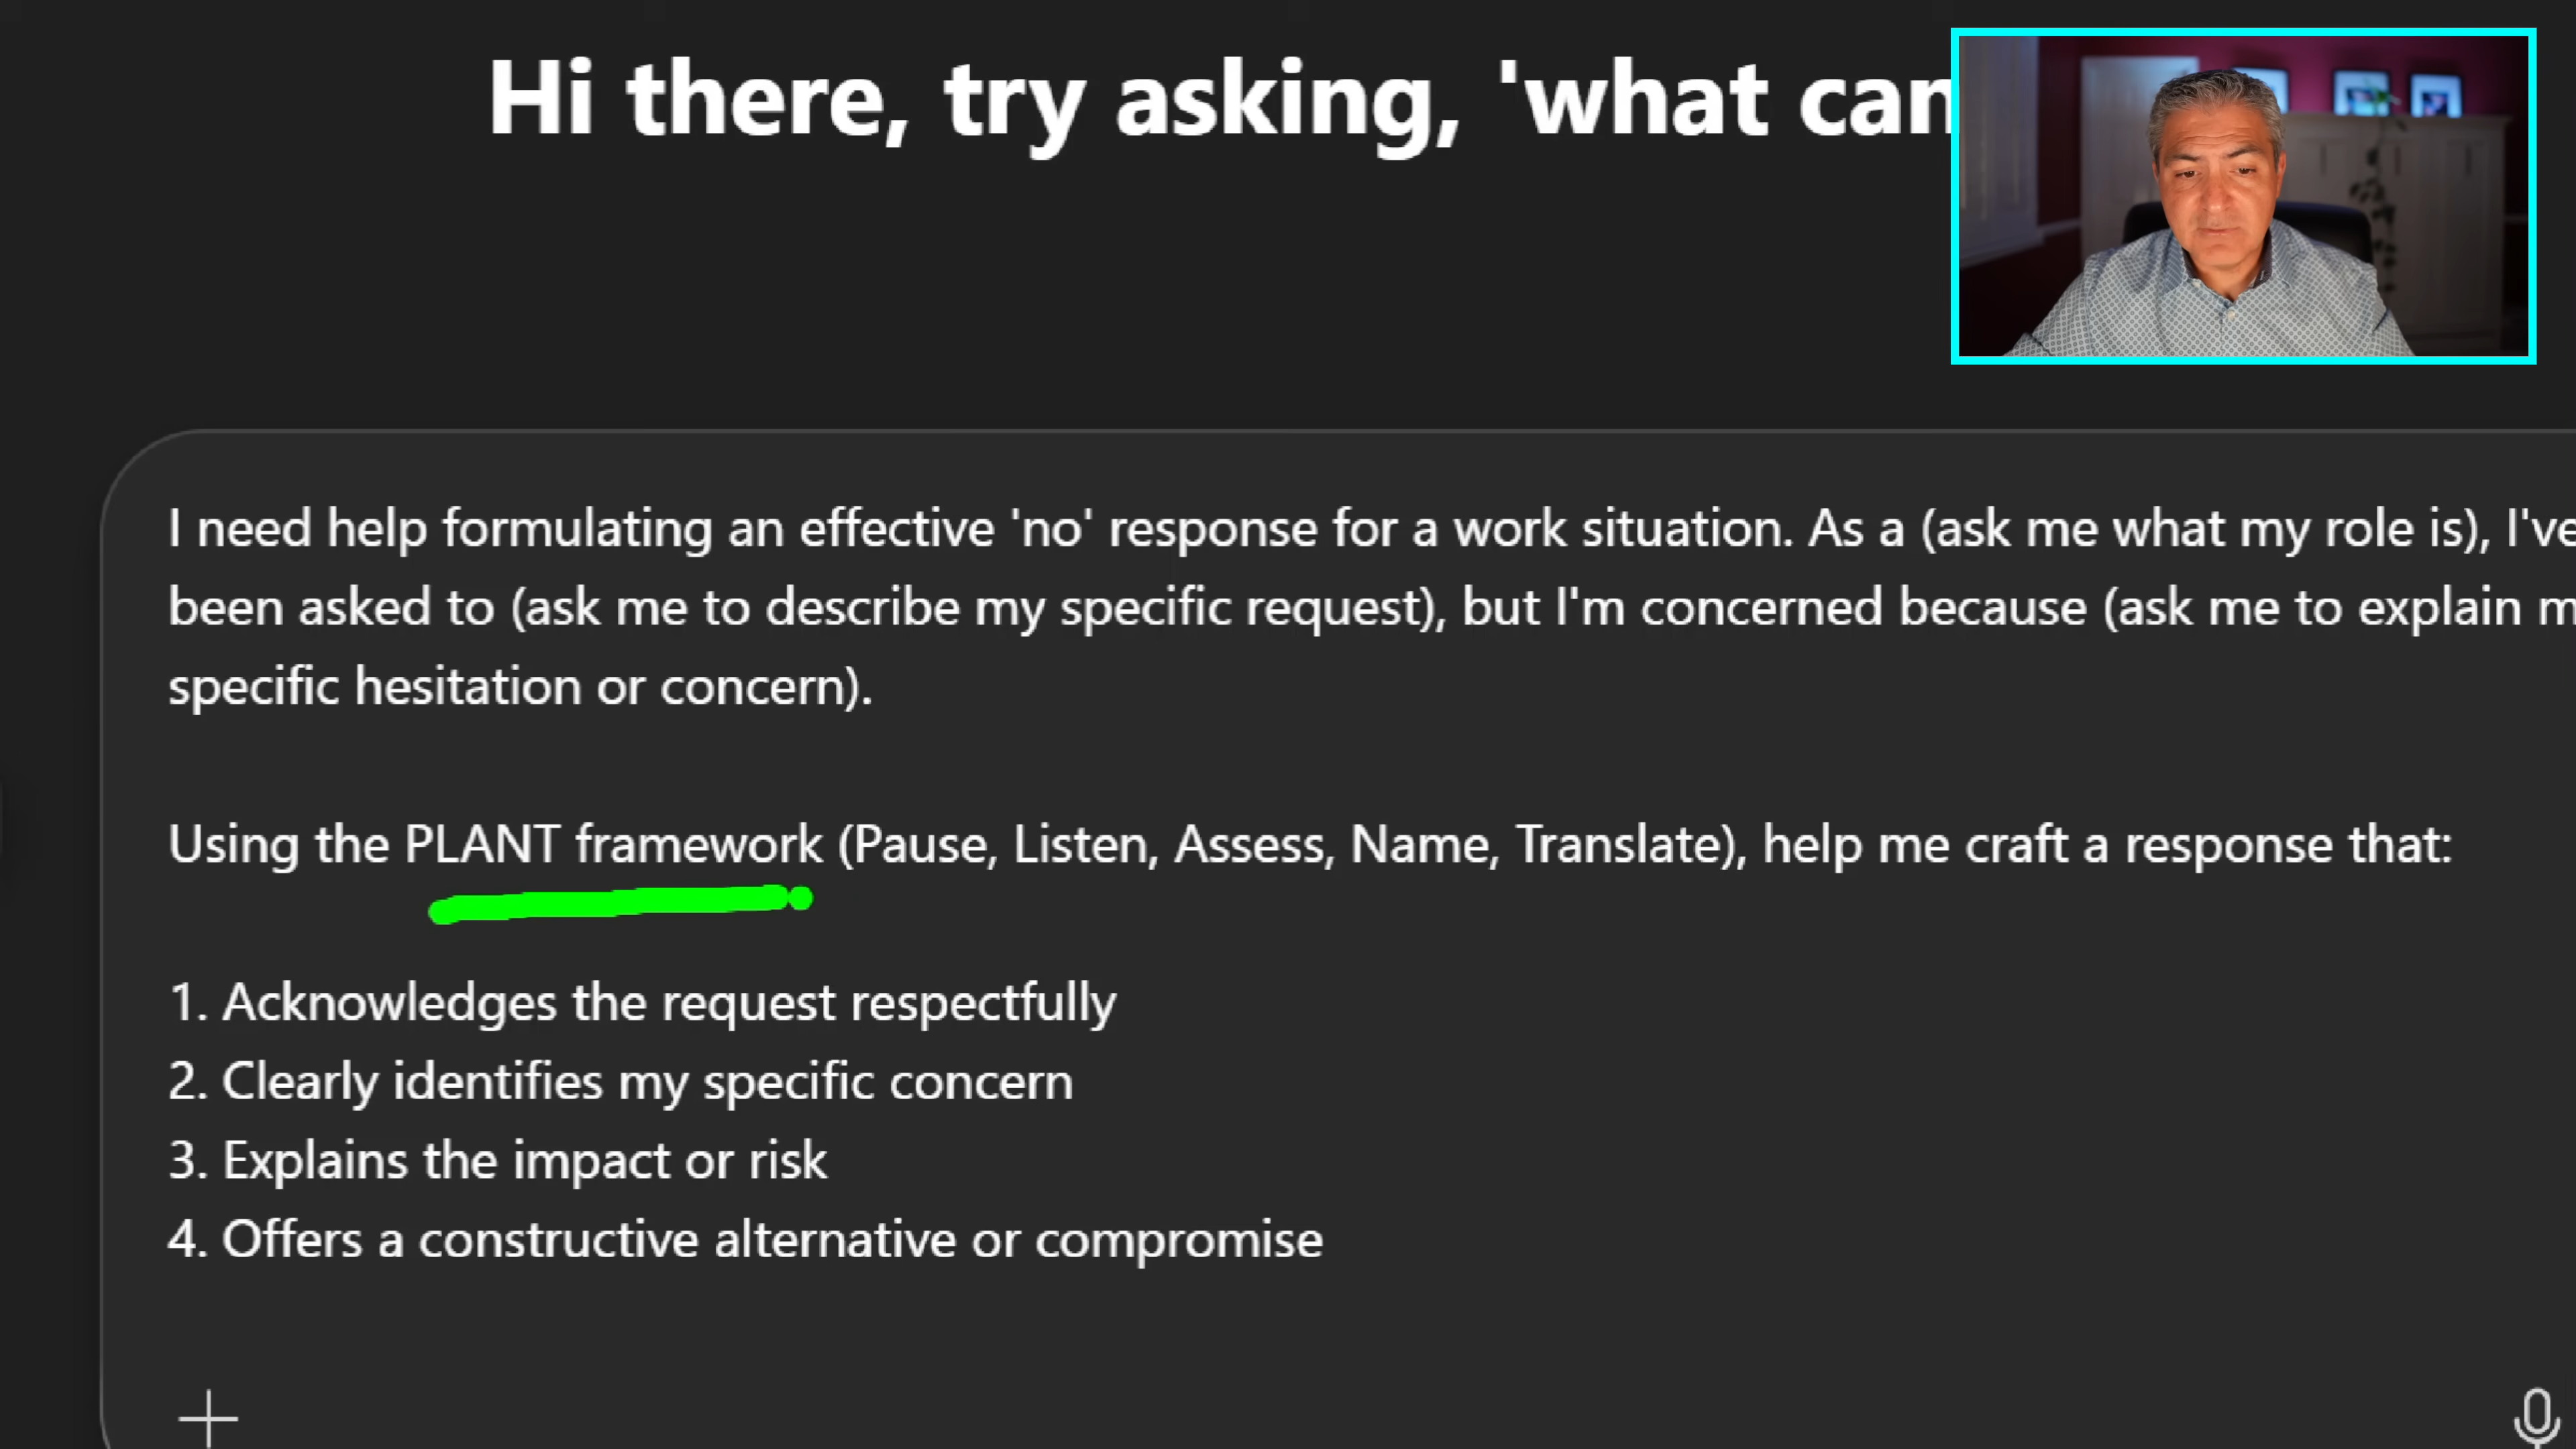 Hi there, try asking, 'what can
I need help formulating an effective 'no' response for a work situation. As a (ask me what my role is), I've
been asked to (ask me to describe my specific request), but I'm concerned because (ask me to explain m
specific hesitation or concern).
Using the PLANT framework (Pause, Listen, Assess, Name, Translate), help me craft a response that:
1. Acknowledges the request respectfully
2. Clearly identifies my specific concern
3. Explains the impact or risk
4. Offers a constructive alternative or compromise